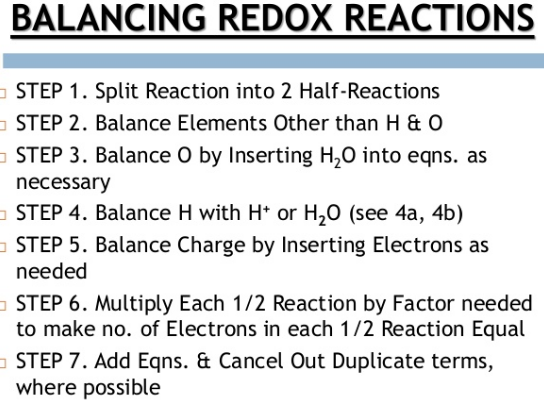 BALANCING REDOX REACTIONS
STEP 1. Split Reaction into 2 Half-Reactions
STEP 2. Balance Elements Other than H & O
STEP 3. Balance O by Inserting H₂O into eqns. as
necessary
STEP 4. Balance H with H⁺ or H₂O (see 4a, 4b)
STEP 5. Balance Charge by Inserting Electrons as
needed
STEP 6. Multiply Each 1/2 Reaction by Factor needed
to make no. of Electrons in each 1/2 Reaction Equal
STEP 7. Add Eqns. & Cancel Out Duplicate terms,
where possible